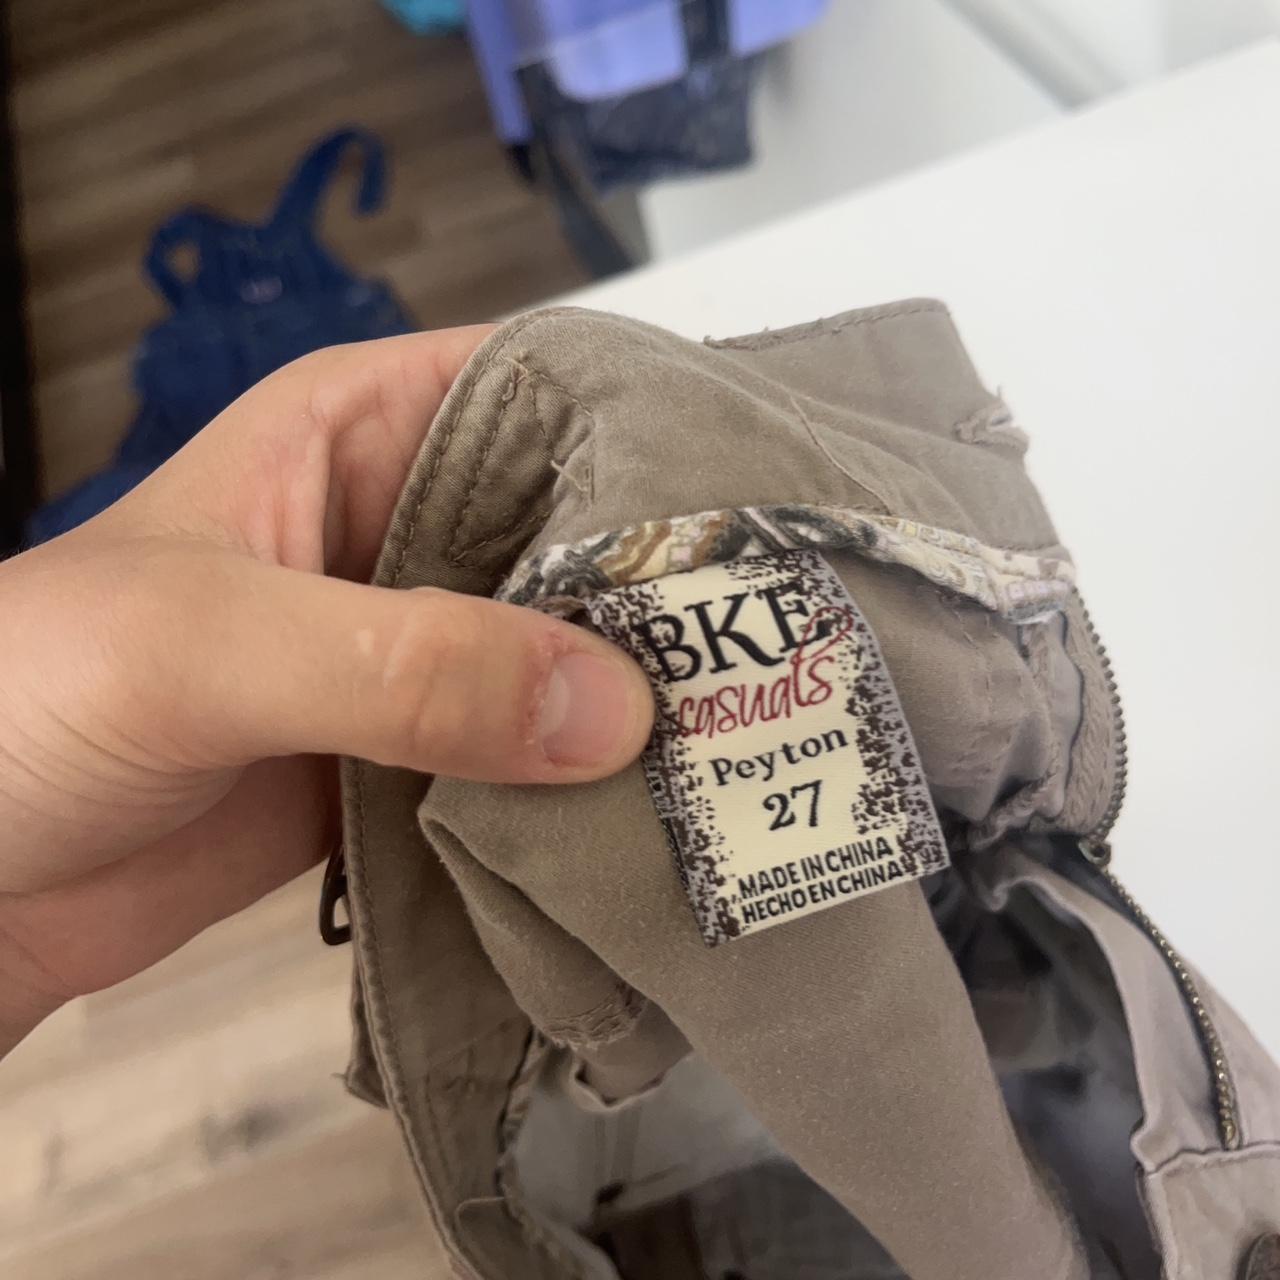 BKE
casuals
Peyton
27
MADE IN CHINA
HECHO EN CHINA